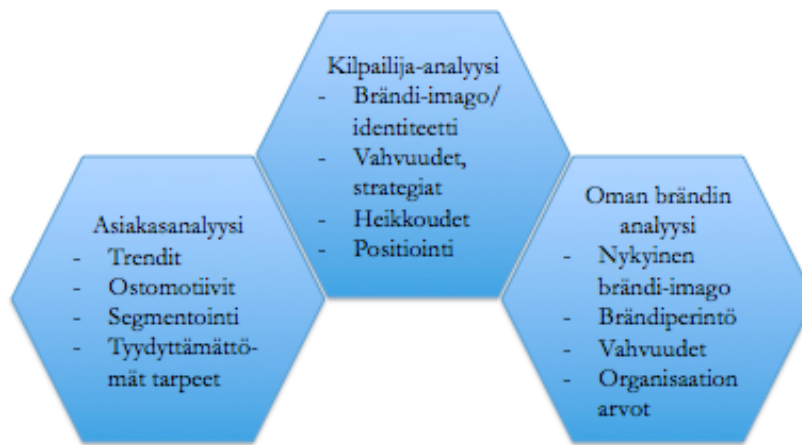 Asiakasanalyysi
- Trendit
- Ostomotiivit
- Segmentointi
- Tyydyttämättö-
mät tarpeet
Kilpailija-analyysi
- Brändi-imago/
identiteetti
- Vahvuudet,
strategiat
- Heikkoudet
- Positiointi
Oman brändin
analyysi
- Nykyinen
brändi-imago
- Brändiperintö
- Vahvuudet
- Organisaation
arvot